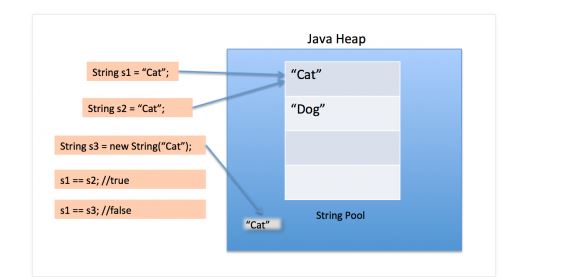 Java Heap
String s1 = “Cat”;
“Cat”
String s2 = “Cat”;
“Dog”
String s3 = new String(“Cat”);
s1 == s2; //true
s1 == s3; //false
String Pool
“Cat”